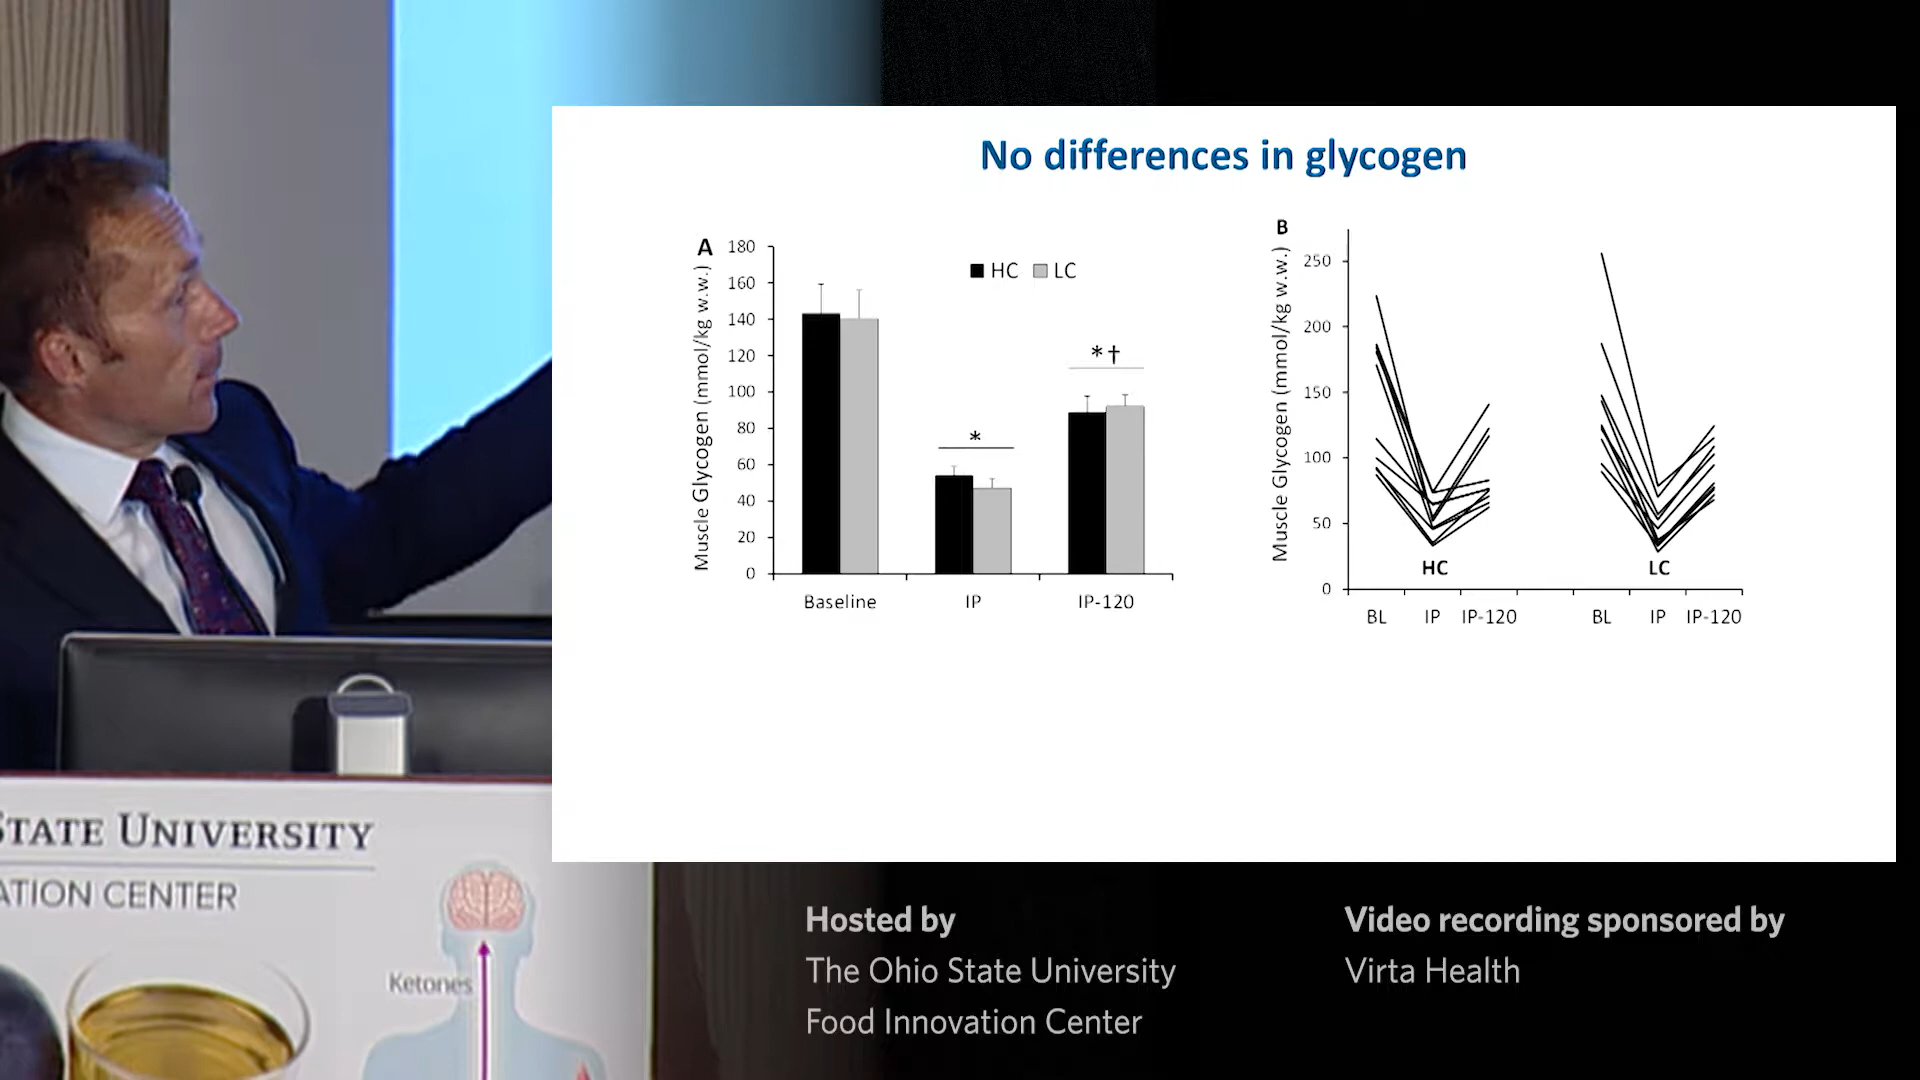 No differences in glycogen
A
Muscle Glycogen (mmol/kg w.w.)
180
160
140
120
100
80
60
40
20
0
HC
LC
*
*†
Baseline
IP
IP-120
B
Muscle Glycogen (mmol/kg w.w.)
250
200
150
100
50
0
HC
LC
BL
IP
IP-120
BL
IP
IP-120
STATE UNIVERSITY
ATION CENTER
Ketones
Hosted by
The Ohio State University
Food Innovation Center
Video recording sponsored by
Virta Health